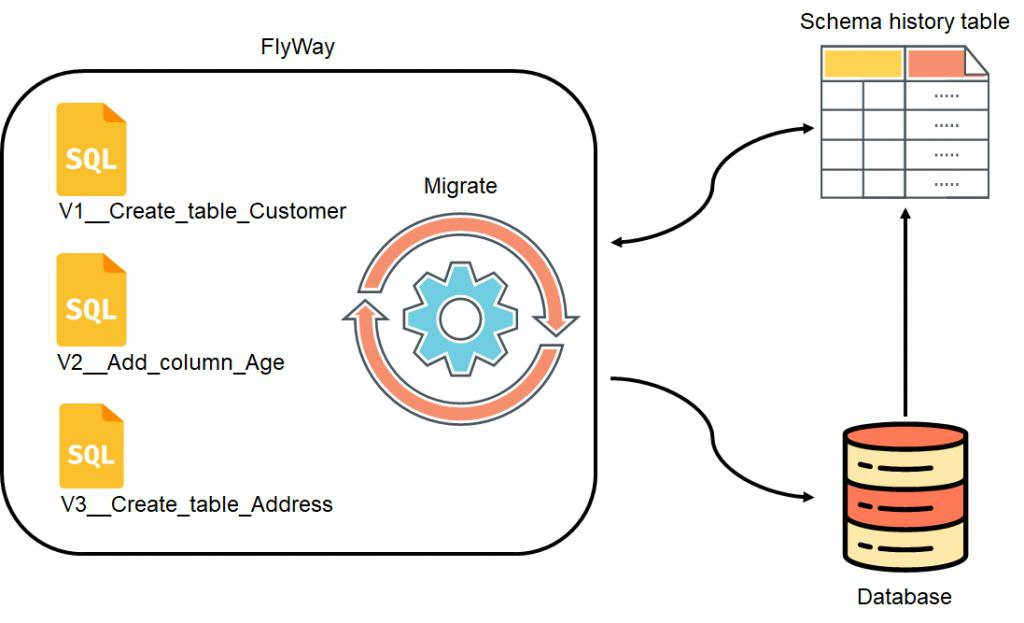 Schema history table
FlyWay
.....
.....
.....
.....
SQL
Migrate
V1__Create_table_Customer
SQL
V2__Add_column_Age
SQL
V3__Create_table_Address
Database